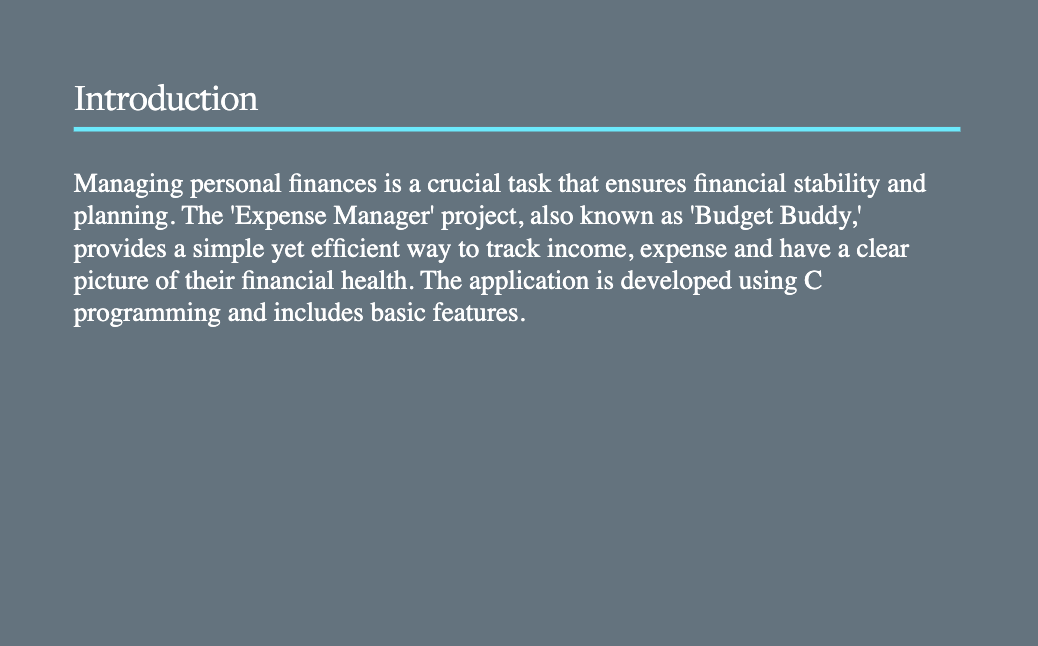 Introduction
Managing personal finances is a crucial task that ensures financial stability and
planning. The 'Expense Manager' project, also known as 'Budget Buddy,'
provides a simple yet efficient way to track income, expense and have a clear
picture of their financial health. The application is developed using C
programming and includes basic features.